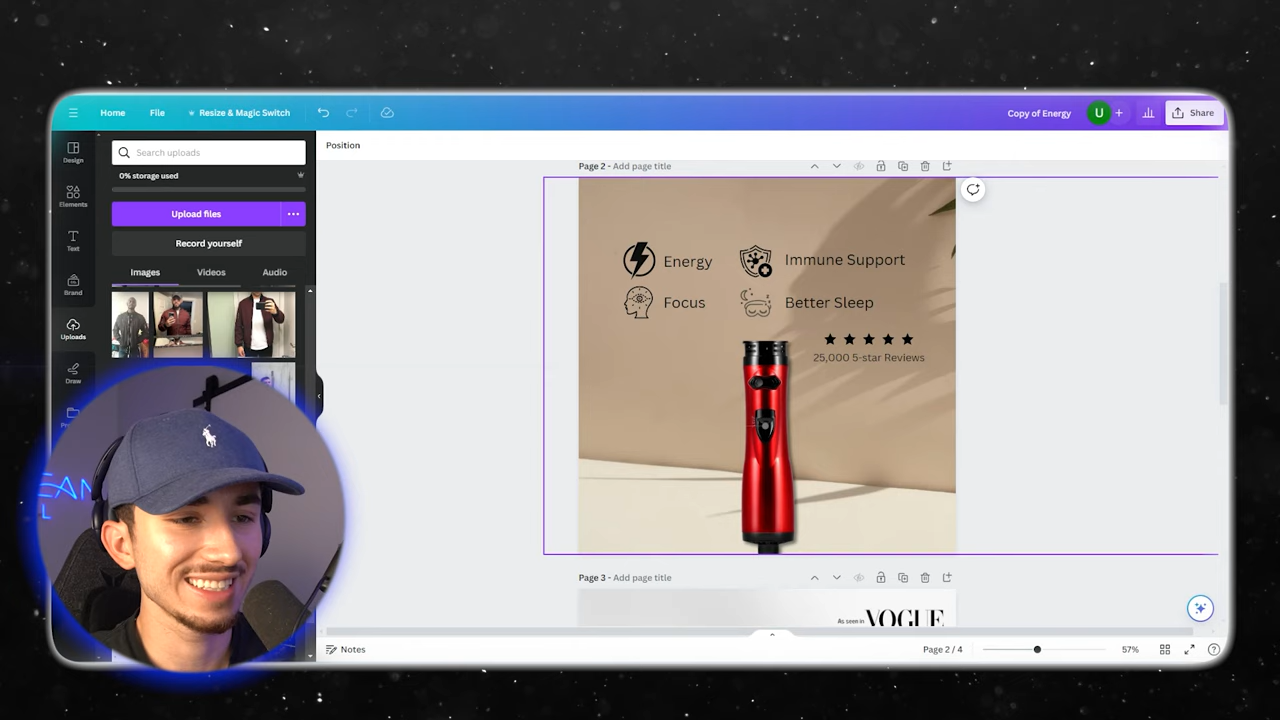 Home File Resize & Magic Switch Copy of Energy U Share
Design
Elements
Text
Brand
Uploads
Draw
Search uploads
0% storage used
Upload files
Record yourself
Images Videos Audio
Position
Page 2 - Add page title
Energy Immune Support
Focus Better Sleep
25,000 5-star Reviews
Page 3 - Add page title
As seen in VOGUE
Notes Page 2 / 4 57%